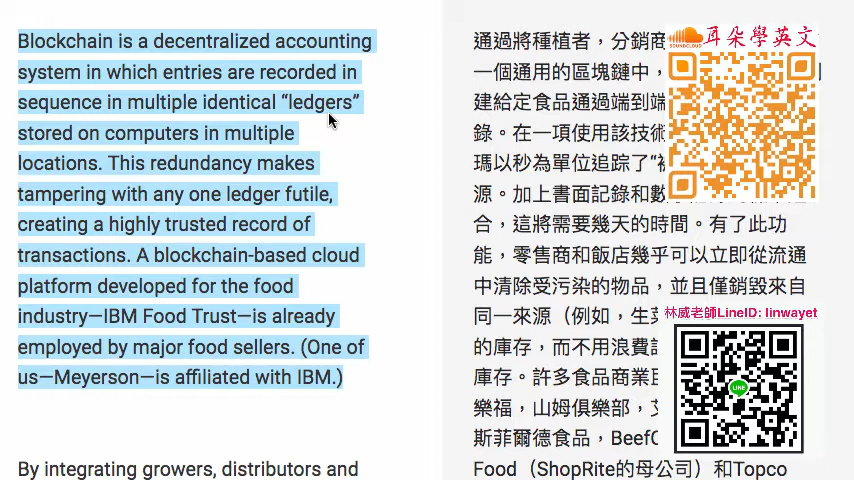 Blockchain is a decentralized accounting
system in which entries are recorded in
sequence in multiple identical “ledgers”
stored on computers in multiple
locations. This redundancy makes
tampering with any one ledger futile,
creating a highly trusted record of
transactions. A blockchain-based cloud
platform developed for the food
industry—IBM Food Trust—is already
employed by major food sellers. (One of
us—Meyerson—is affiliated with IBM.)
By integrating growers, distributors and
通過將種植者，分銷商
一個通用的區塊鏈中，
建給定食品通過端到端
錄。在一項使用該技術
瑪以秒為單位追踪了“被
源。加上書面記錄和數
合，這將需要幾天的時間。有了此功
能，零售商和飯店幾乎可以立即從流通
中清除受污染的物品，並且僅銷毀來自
同一來源（例如，生菜
的庫存，而不用浪費
庫存。許多食品商業巨
樂福，山姆俱樂部，
斯菲爾德食品，BeefC
Food（ShopRite的母公司）和Topco
SOUNDCLOUD
耳朵學英文
林威老師LineID: linwayet
LINE